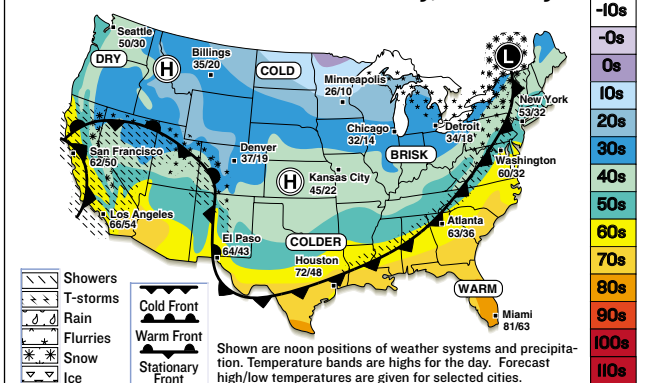 Seattle
50/30
DRY
H
Billings
35/20
COLD
Minneapolis
26/10
L
New York
53/32
San Francisco
62/50
Denver
37/19
Chicago
32/14
Detroit
34/18
BRISK
Washington
60/32
H
Kansas City
45/22
Los Angeles
66/54
El Paso
64/43
COLDER
Houston
72/48
Atlanta
63/36
WARM
Miami
81/63
Showers
T-storms
Rain
Flurries
Snow
Ice
Cold Front
Warm Front
Stationary
Front
Shown are noon positions of weather systems and precipita-
tion. Temperature bands are highs for the day. Forecast
high/low temperatures are given for selected cities.
-10s
-0s
0s
10s
20s
30s
40s
50s
60s
70s
80s
90s
100s
110s